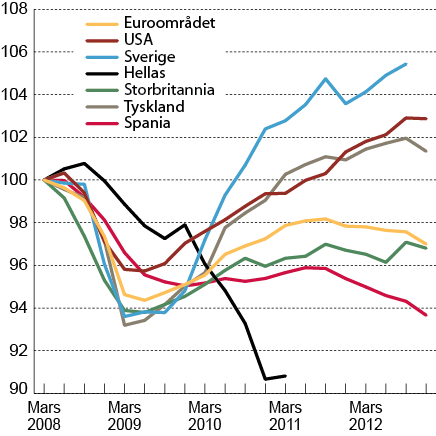 108
106
104
102
100
98
96
94
92
90
Euroområdet
USA
Sverige
Hellas
Storbritannia
Tyskland
Spania
Mars Mars Mars Mars Mars
2008 2009 2010 2011 2012